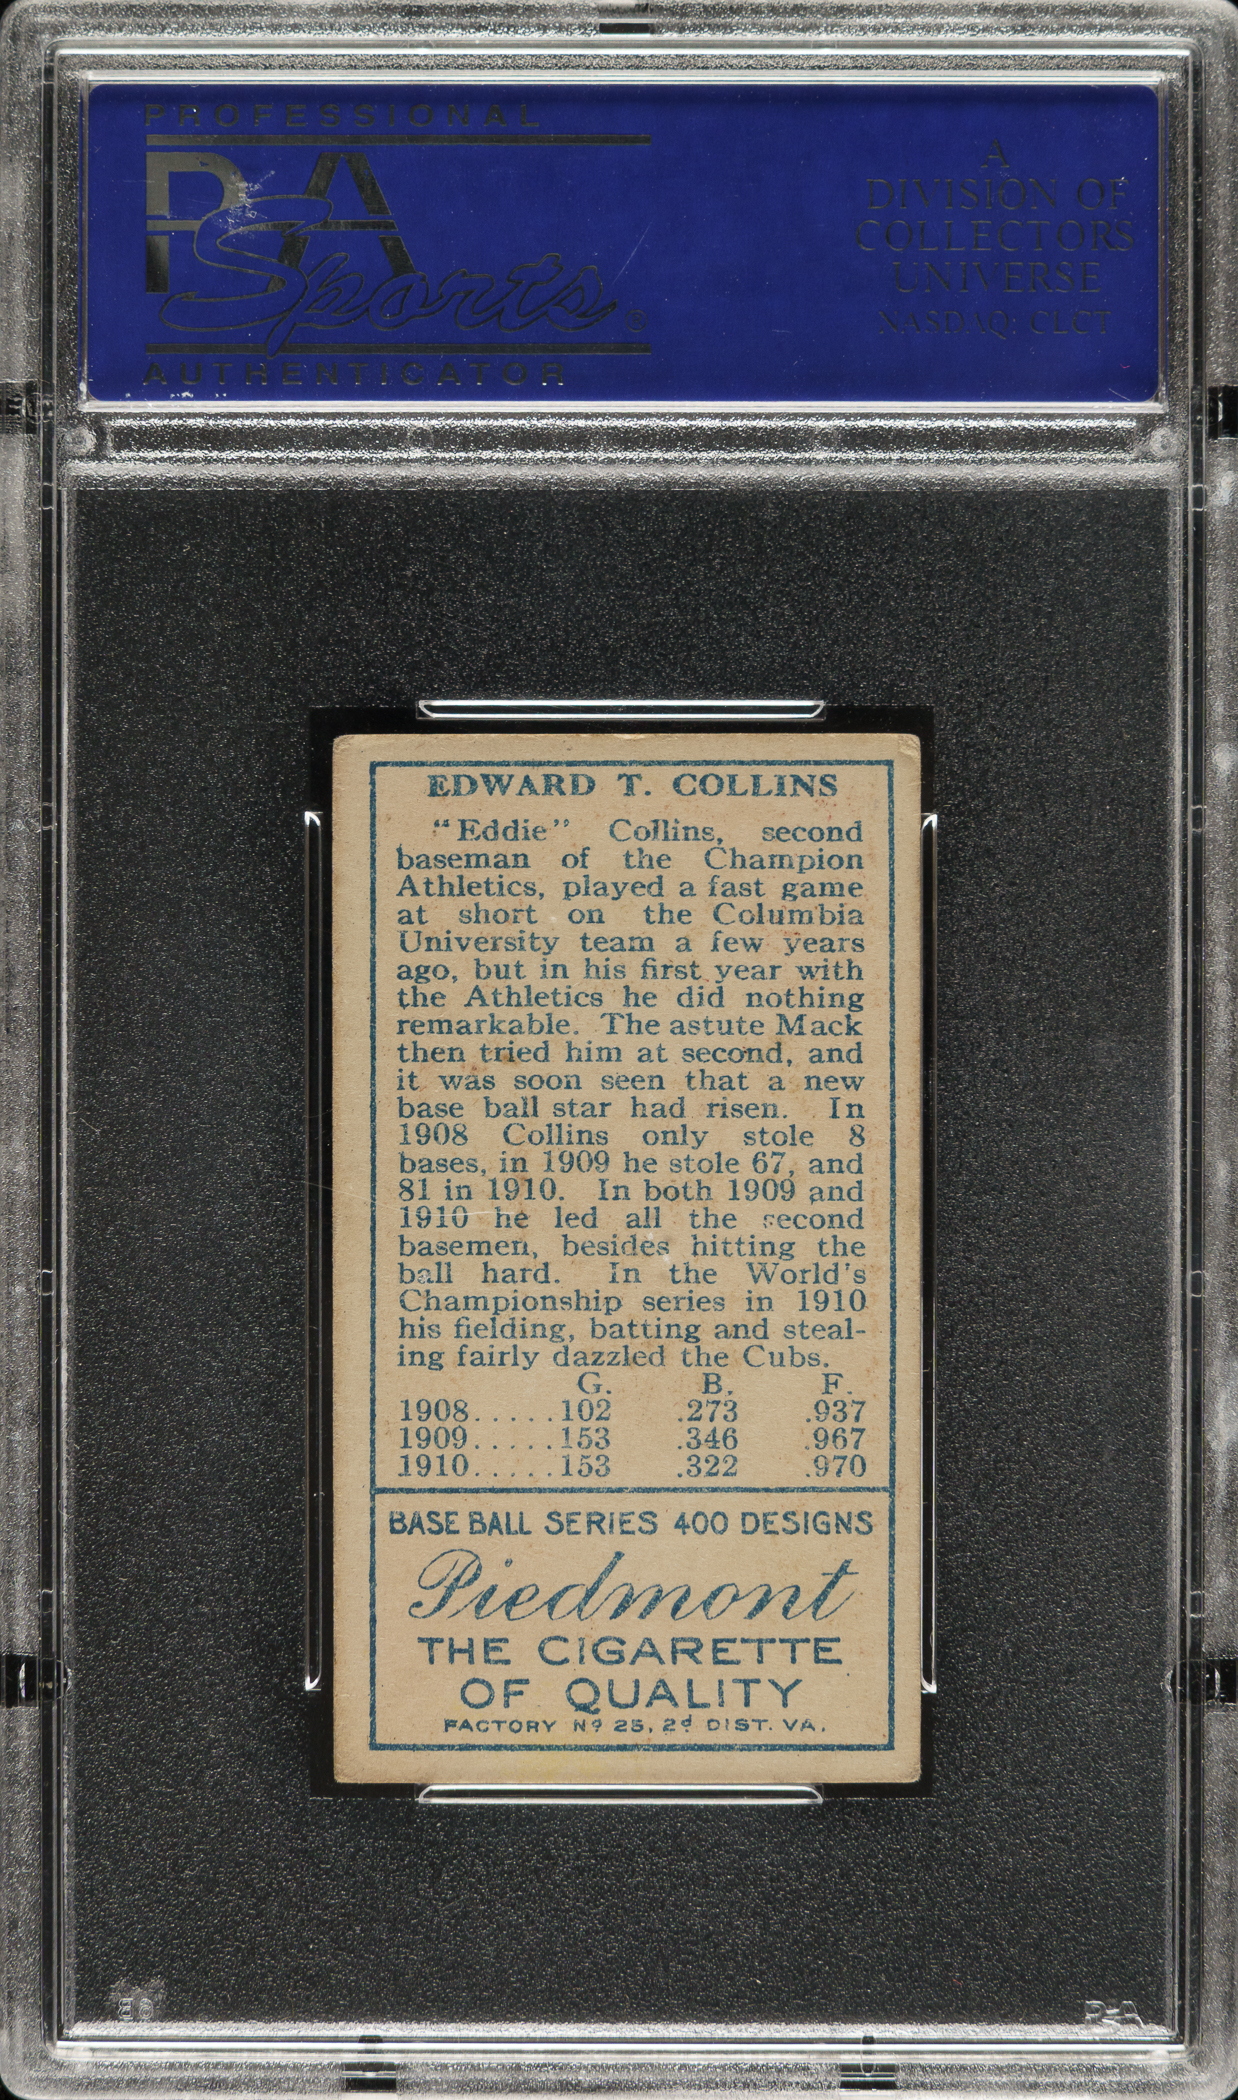 PROFESSIONAL
PSA
Sports®
AUTHENTICATOR
A
DIVISION OF
COLLECTORS
UNIVERSE
NASDAQ: CLCT
EDWARD T. COLLINS
"Eddie" Collins, second
baseman of the Champion
Athletics, played a fast game
at short on the Columbia
University team a few years
ago, but in his first year with
the Athletics he did nothing
remarkable. The astute Mack
then tried him at second, and
it was soon seen that a new
base ball star had risen. In
1908 Collins only stole 8
bases, in 1909 he stole 67, and
81 in 1910. In both 1909 and
1910 he led all the second
basemen, besides hitting the
ball hard. In the World's
Championship series in 1910
his fielding, batting and steal-
ing fairly dazzled the Cubs.
G. B. F.
1908.....102 .273 .937
1909.....153 .346 .967
1910.....153 .322 .970
BASE BALL SERIES 400 DESIGNS
Piedmont
THE CIGARETTE
OF QUALITY
FACTORY Nº 25, 2d DIST. VA.
PSA